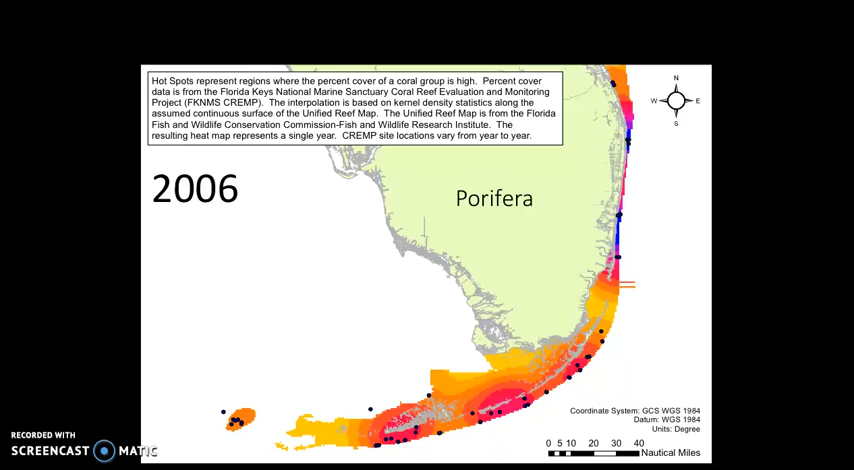 Hot Spots represent regions where the percent cover of a coral group is high.  Percent cover
data is from the Florida Keys National Marine Sanctuary Coral Reef Evaluation and Monitoring
Project (FKNMS CREMP).  The interpolation is based on kernel density statistics along the
assumed continuous surface of the Unified Reef Map.  The Unified Reef Map is from the Florida
Fish and Wildlife Conservation Commission-Fish and Wildlife Research Institute.  The
resulting heat map represents a single year.  CREMP site locations vary from year to year.
N
W E
S
2006
Porifera
Coordinate System: GCS WGS 1984
Datum: WGS 1984
Units: Degree
0 5 10 20 30 40
Nautical Miles
RECORDED WITH
SCREENCAST MATIC